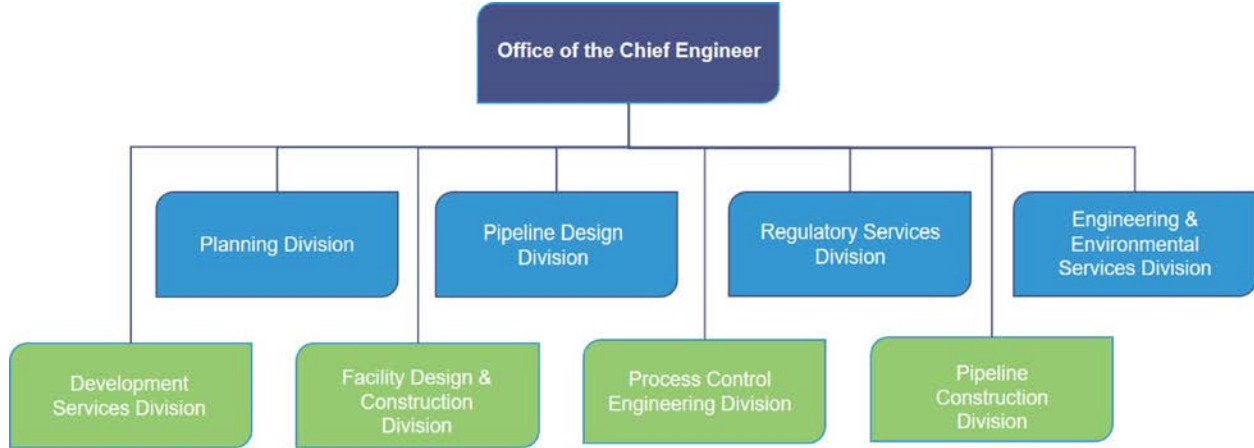 Office of the Chief Engineer
Planning Division
Pipeline Design
Division
Regulatory Services
Division
Engineering &
Environmental
Services Division
Development
Services Division
Facility Design &
Construction
Division
Process Control
Engineering Division
Pipeline
Construction
Division